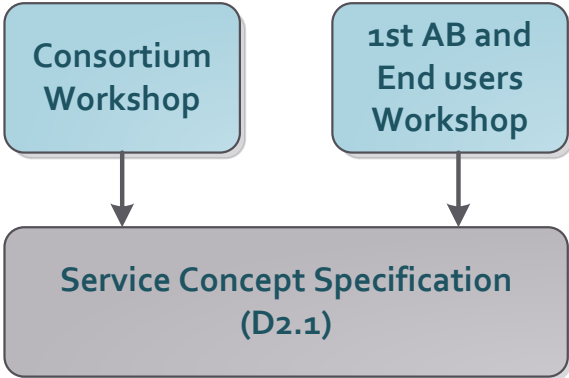 Consortium
Workshop
1st AB and
End users
Workshop
Service Concept Specification
(D2.1)